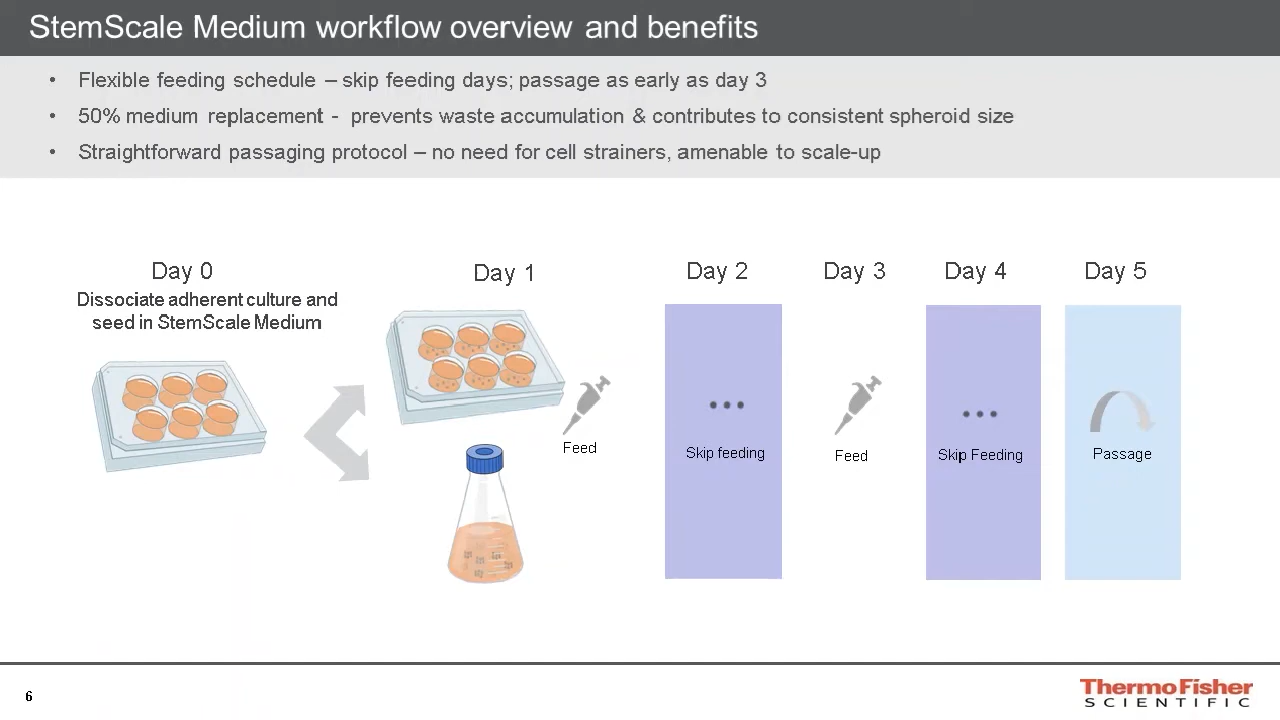 StemScale Medium workflow overview and benefits
• Flexible feeding schedule – skip feeding days; passage as early as day 3
• 50% medium replacement - prevents waste accumulation & contributes to consistent spheroid size
• Straightforward passaging protocol – no need for cell strainers, amenable to scale-up
Day 0
Dissociate adherent culture and
seed in StemScale Medium
Day 1
Feed
Day 2
Skip feeding
Day 3
Feed
Day 4
Skip Feeding
Day 5
Passage
6
ThermoFisher
SCIENTIFIC